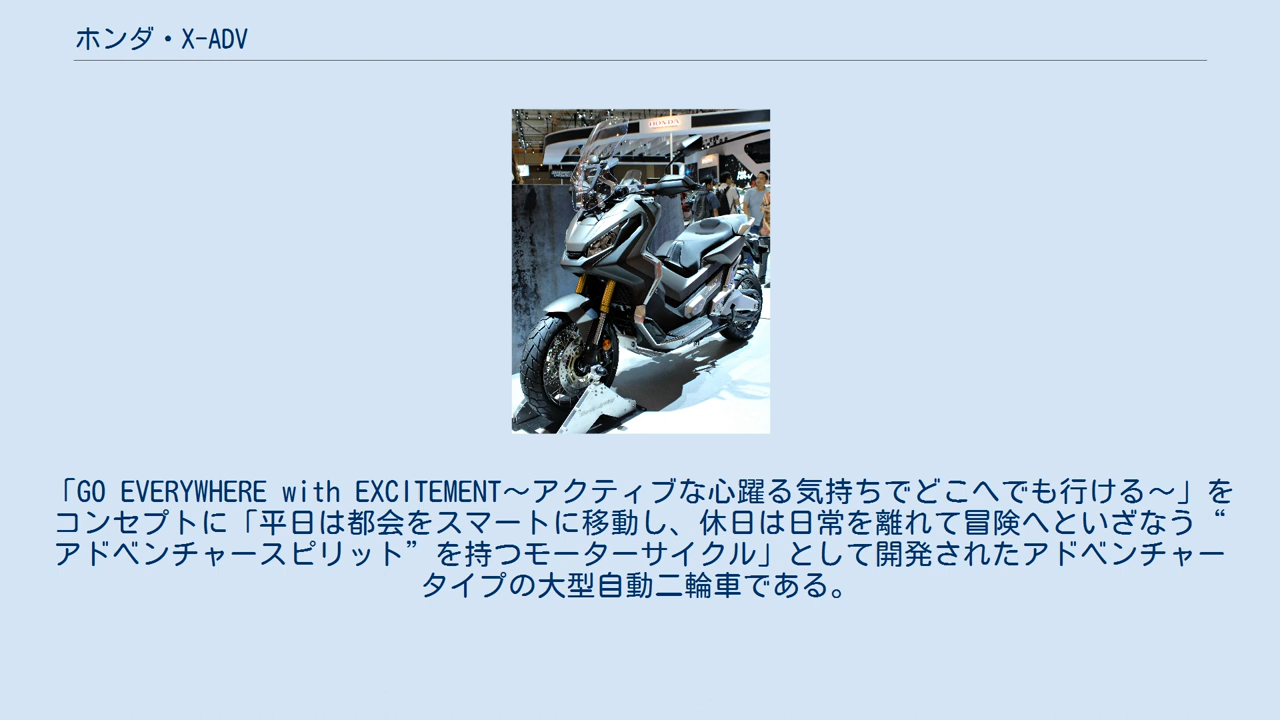 ホンダ・X-ADV
HONDA
「GO EVERYWHERE with EXCITEMENT～アクティブな心躍る気持ちでどこへでも行ける～」を
コンセプトに「平日は都会をスマートに移動し、休日は日常を離れて冒険へといざなう“
アドベンチャースピリット”を持つモーターサイクル」として開発されたアドベンチャー
タイプの大型自動二輪車である。